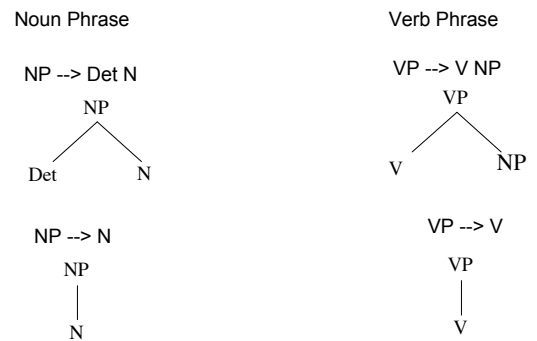 Noun Phrase
NP --> Det N
NP
Det N
NP --> N
NP
N
Verb Phrase
VP --> V NP
VP
V NP
VP --> V
VP
V